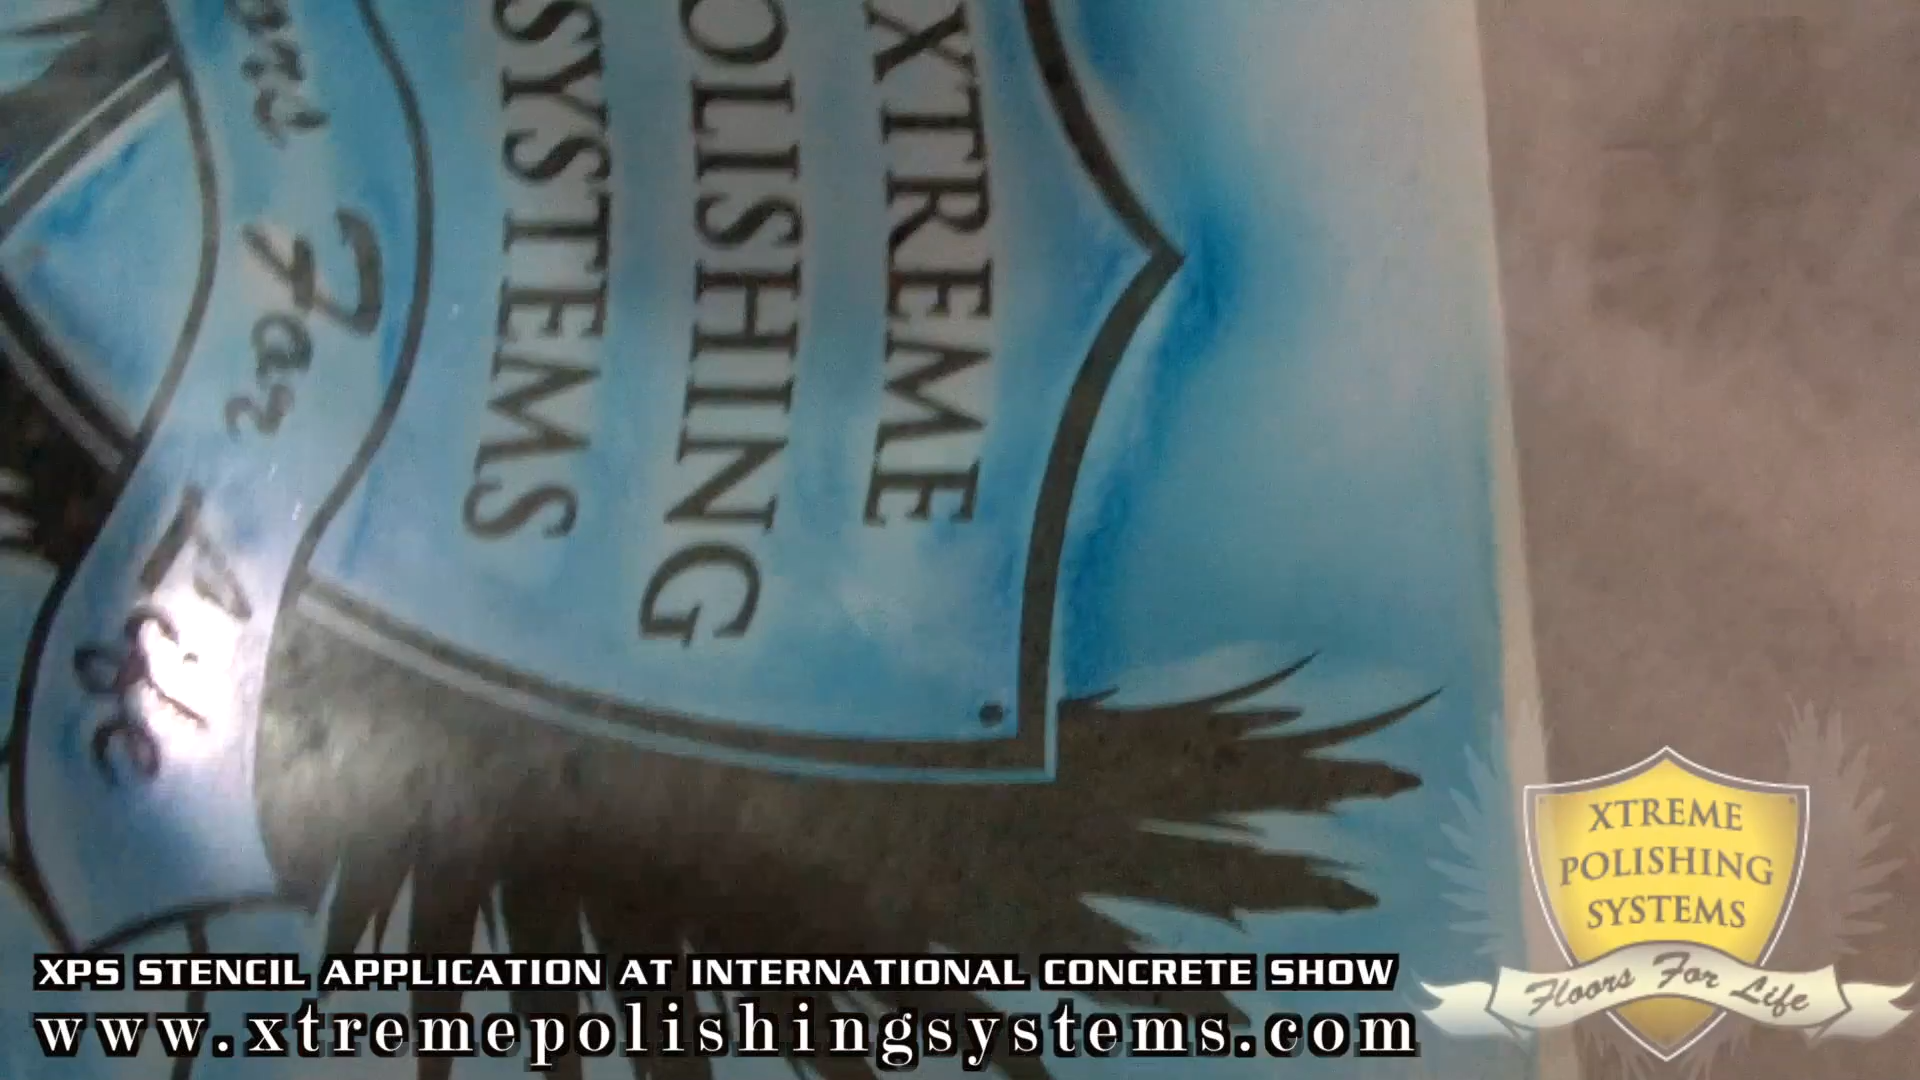 XTREME
POLISHING
SYSTEMS
Floors For Life
XPS STENCIL APPLICATION AT INTERNATIONAL CONCRETE SHOW
www.xtremepolishingsystems.com
XTREME
POLISHING
SYSTEMS
Floors For Life